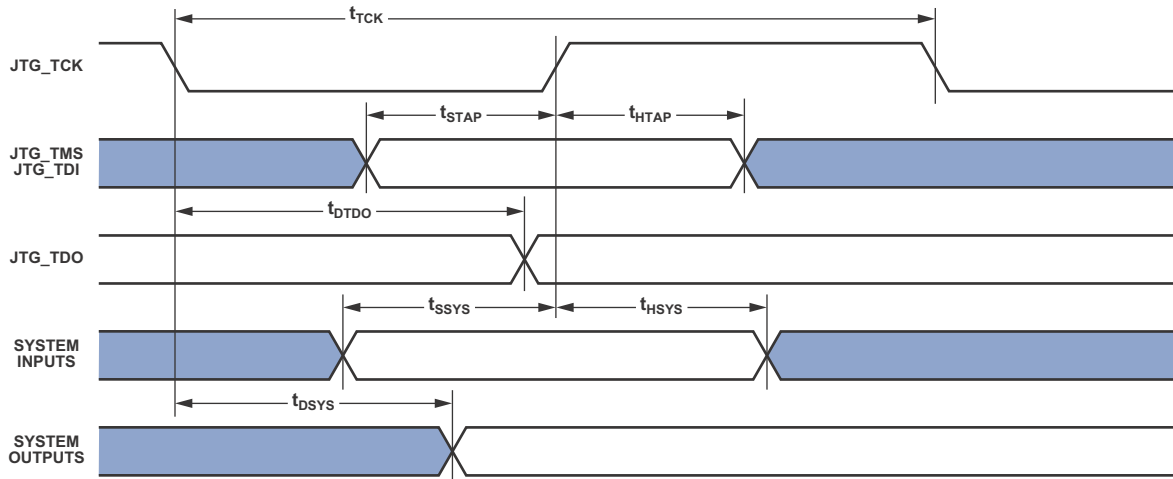 tTCK
JTG_TCK
tSTAP
tHTAP
JTG_TMS
JTG_TDI
tDTDO
JTG_TDO
tSSYS
tHSYS
SYSTEM
INPUTS
tDSYS
SYSTEM
OUTPUTS